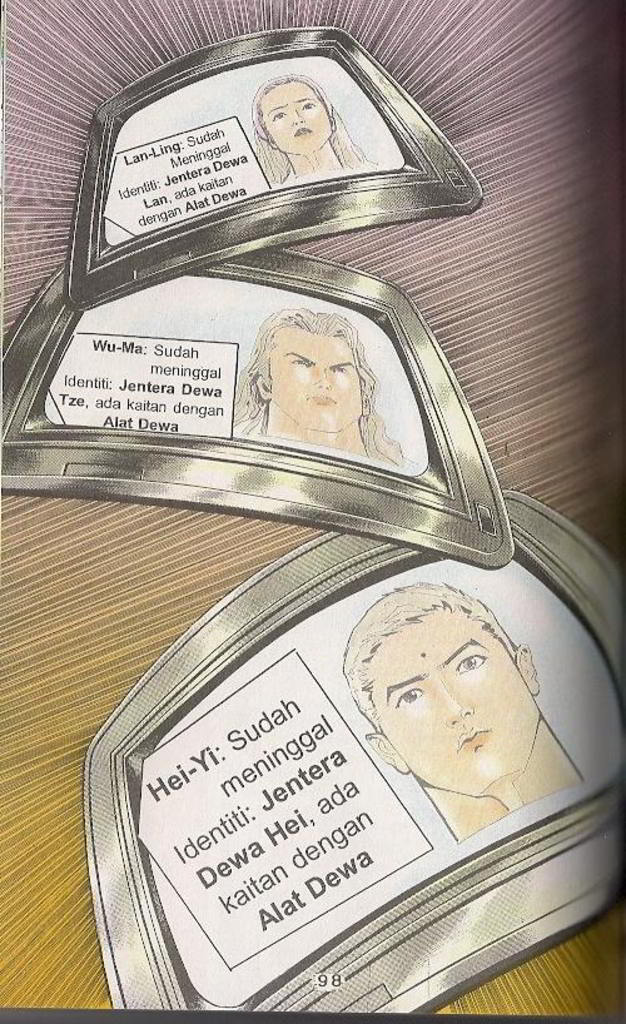 Lan-Ling: Sudah
Meninggal
Identiti: Jentera Dewa
Lan, ada kaitan
dengan Alat Dewa
Wu-Ma: Sudah
meninggal
Identiti: Jentera Dewa
Tze, ada kaitan dengan
Alat Dewa
Hei-Yi: Sudah
meninggal
Identiti: Jentera
Dewa Hei, ada
kaitan dengan
Alat Dewa
98